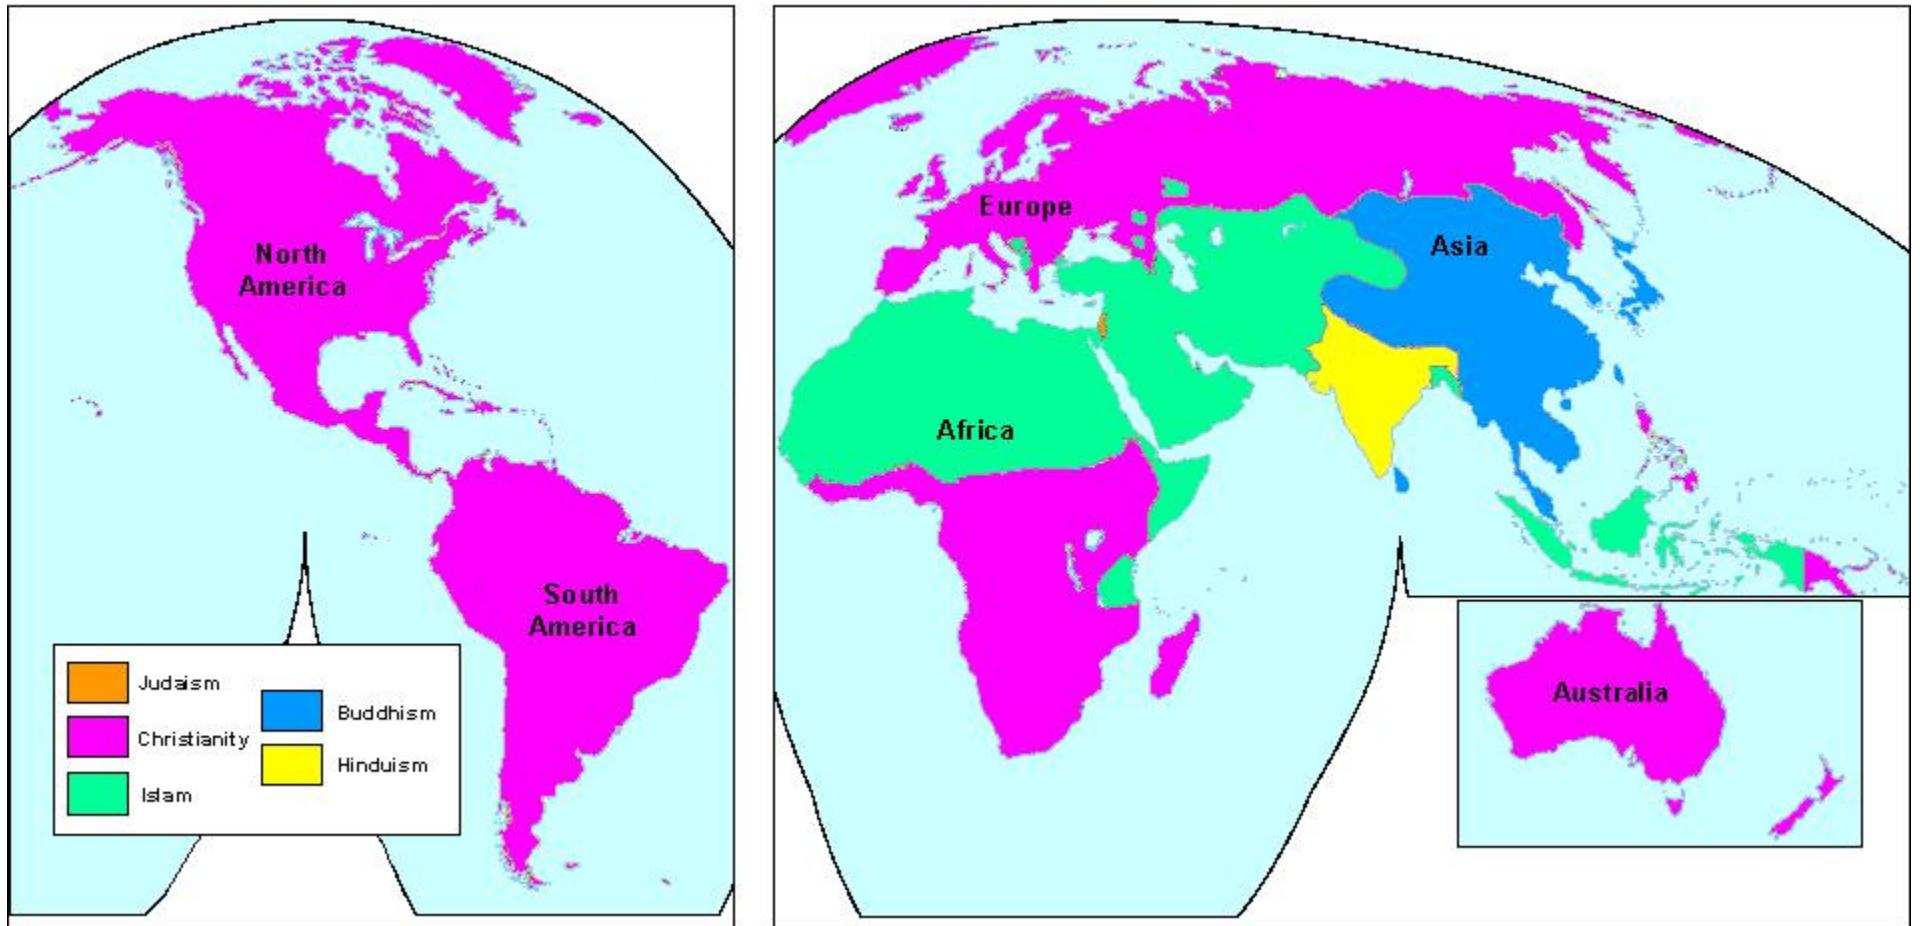 North
America
South
America
Judaism
Christianity
Islam
Buddhism
Hinduism
Europe
Asia
Africa
Australia